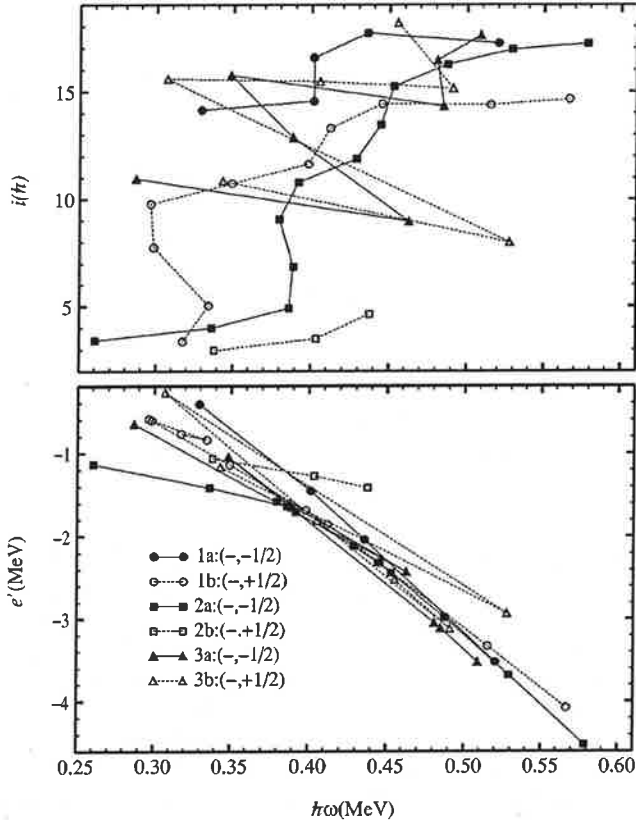 15
10
5
i(ħ)
-1
-2
-3
-4
e'(MeV)
1a:(−,−1/2)
1b:(−,+1/2)
2a:(−,−1/2)
2b:(−.+1/2)
3a:(−,−1/2)
3b:(−,+1/2)
0.25 0.30 0.35 0.40 0.45 0.50 0.55 0.60
ħω(MeV)